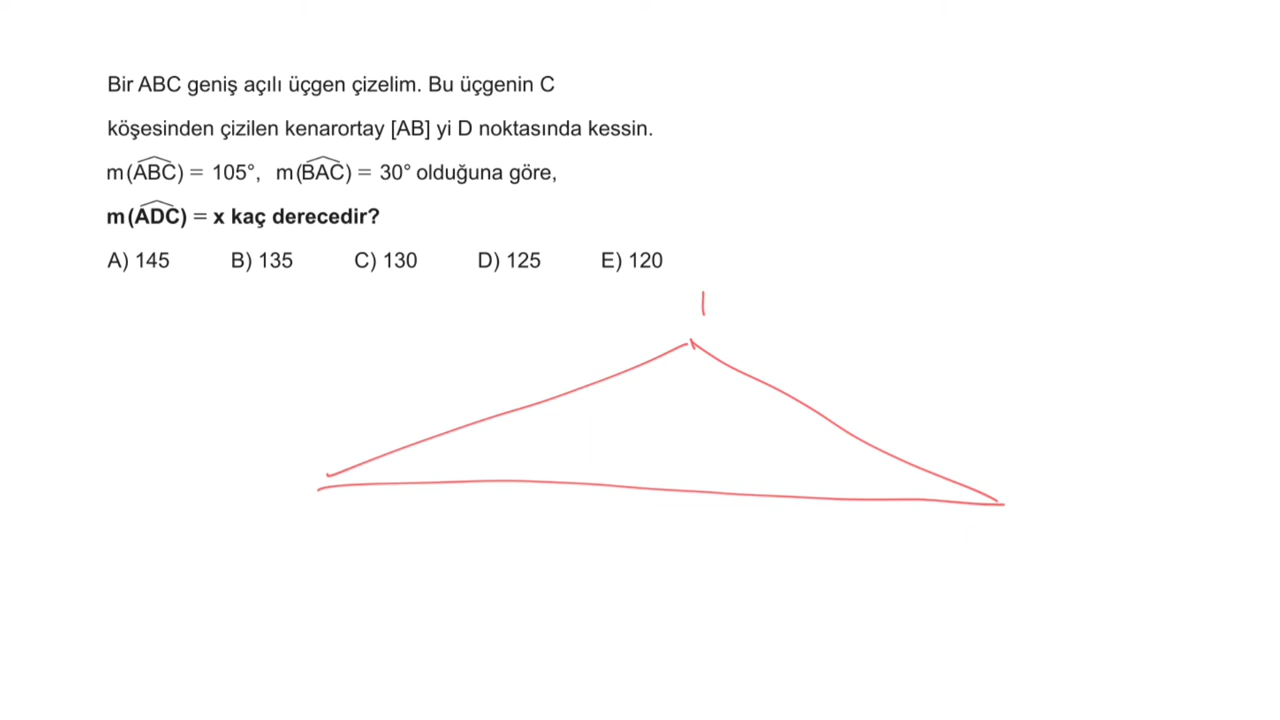 Bir ABC geniş açılı üçgen çizelim. Bu üçgenin C
köşesinden çizilen kenarortay [AB] yi D noktasında kessin.
m(ABC) = 105°, m(BAC) = 30° olduğuna göre,
m(ADC) = x kaç derecedir?
A) 145 B) 135 C) 130 D) 125 E) 120